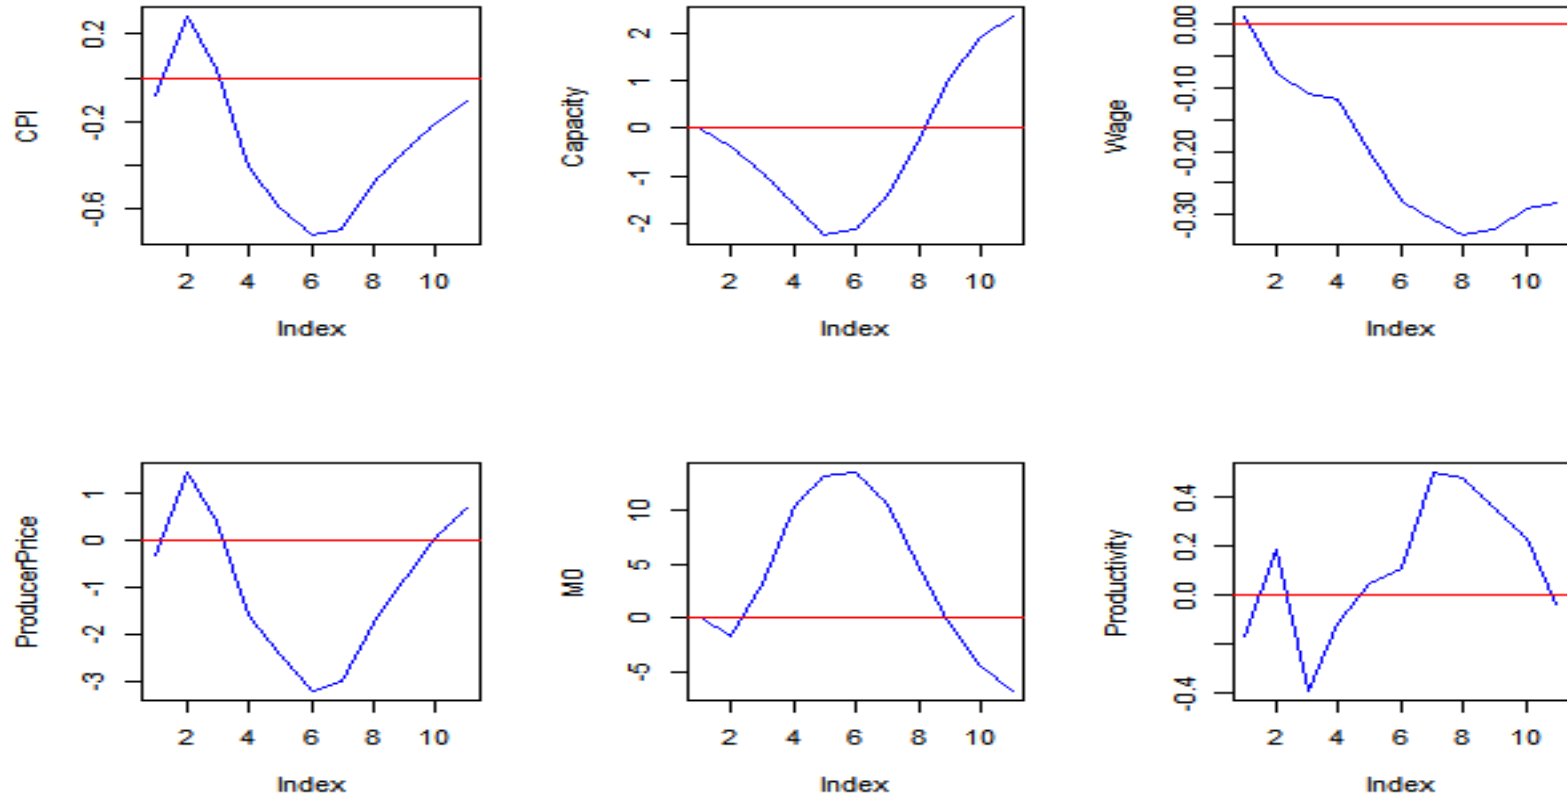 CPI
0.2
-0.2
-0.6
2 4 6 8 10
Index
Capacity
2
1
0
-1
-2
2 4 6 8 10
Index
Wage
0.00
-0.10
-0.20
-0.30
2 4 6 8 10
Index
ProducerPrice
1
0
-1
-2
-3
2 4 6 8 10
Index
M0
10
5
0
-5
2 4 6 8 10
Index
Productivity
0.4
0.2
0.0
-0.4
2 4 6 8 10
Index